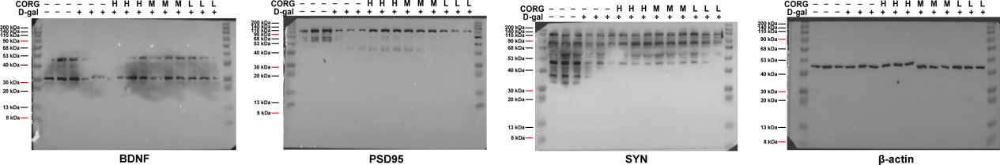 CORG – – – – – – H H H M M M L L L
D-gal – – – + + + + + + + + + + + +
200 kDa
140 kDa
110 kDa
90 kDa
68 kDa
53 kDa
40 kDa
30 kDa
20 kDa
13 kDa
8 kDa
BDNF
CORG – – – – – – H H H M M M L L L
D-gal – – – + + + + + + + + + + + +
200 kDa
140 kDa
110 kDa
90 kDa
68 kDa
53 kDa
40 kDa
30 kDa
20 kDa
13 kDa
8 kDa
PSD95
CORG – – – – – – H H H M M M L L L
D-gal – – – + + + + + + + + + + + +
200 kDa
140 kDa
110 kDa
90 kDa
68 kDa
53 kDa
40 kDa
30 kDa
20 kDa
13 kDa
8 kDa
SYN
CORG – – – – – – H H H M M M L L L
D-gal – – – + + + + + + + + + + + +
200 kDa
140 kDa
110 kDa
90 kDa
68 kDa
53 kDa
40 kDa
30 kDa
20 kDa
13 kDa
8 kDa
β-actin